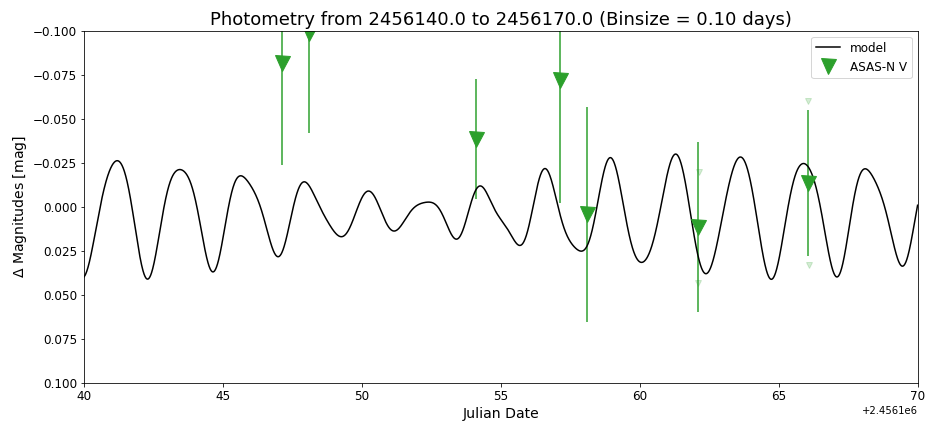 Photometry from 2456140.0 to 2456170.0 (Binsize = 0.10 days)
−0.100
−0.075
−0.050
−0.025
0.000
0.025
0.050
0.075
0.100
Δ Magnitudes [mag]
model
ASAS-N V
40
45
50
55
60
65
70
Julian Date
+2.4561e6